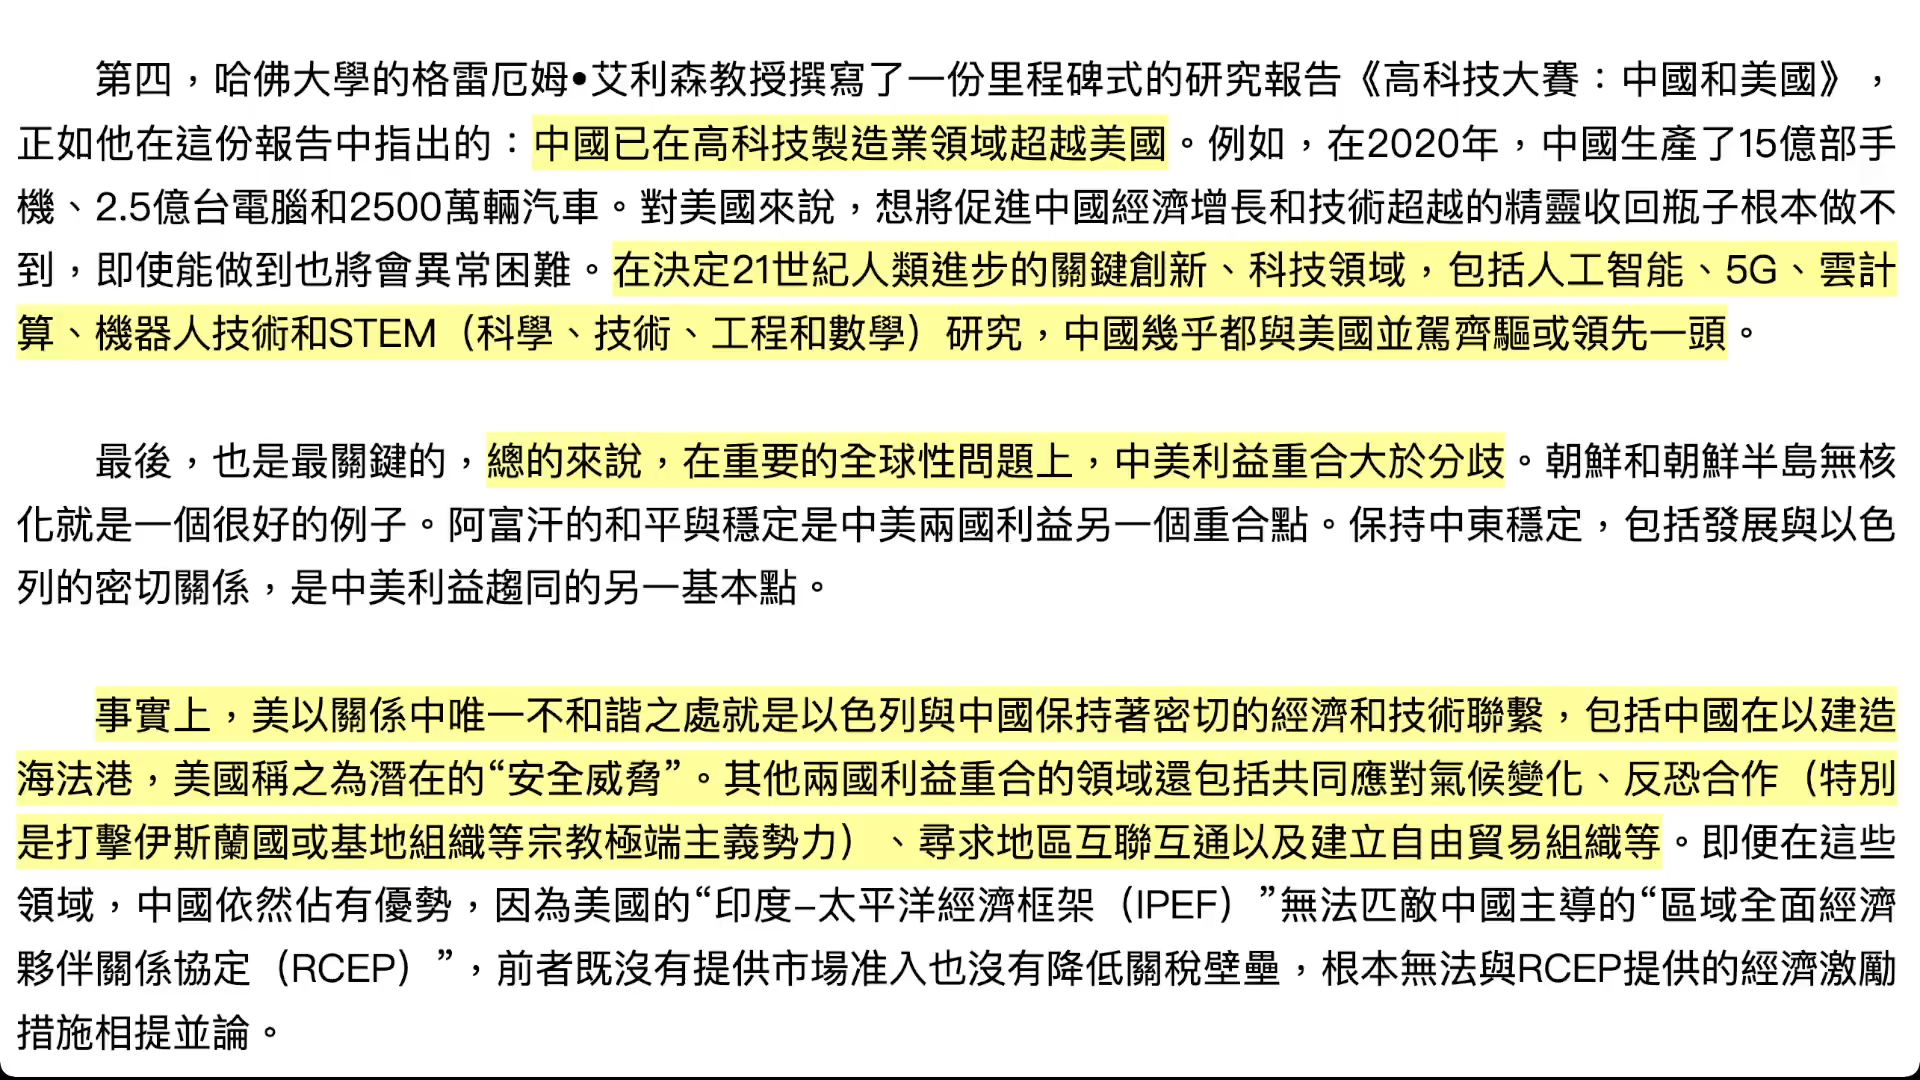 第四，哈佛大學的格雷厄姆•艾利森教授撰寫了一份里程碑式的研究報告《高科技大賽：中國和美國》，
正如他在這份報告中指出的：中國已在高科技製造業領域超越美國。例如，在2020年，中國生產了15億部手
機、2.5億台電腦和2500萬輛汽車。對美國來說，想將促進中國經濟增長和技術超越的精靈收回瓶子根本做不
到，即使能做到也將會異常困難。在決定21世紀人類進步的關鍵創新、科技領域，包括人工智能、5G、雲計
算、機器人技術和STEM（科學、技術、工程和數學）研究，中國幾乎都與美國並駕齊驅或領先一頭。
最後，也是最關鍵的，總的來說，在重要的全球性問題上，中美利益重合大於分歧。朝鮮和朝鮮半島無核
化就是一個很好的例子。阿富汗的和平與穩定是中美兩國利益另一個重合點。保持中東穩定，包括發展與以色
列的密切關係，是中美利益趨同的另一基本點。
事實上，美以關係中唯一不和諧之處就是以色列與中國保持著密切的經濟和技術聯繫，包括中國在以建造
海法港，美國稱之為潛在的“安全威脅”。其他兩國利益重合的領域還包括共同應對氣候變化、反恐合作（特別
是打擊伊斯蘭國或基地組織等宗教極端主義勢力）、尋求地區互聯互通以及建立自由貿易組織等。即便在這些
領域，中國依然佔有優勢，因為美國的“印度–太平洋經濟框架（IPEF）”無法匹敵中國主導的“區域全面經濟
夥伴關係協定（RCEP）”，前者既沒有提供市場准入也沒有降低關稅壁壘，根本無法與RCEP提供的經濟激勵
措施相提並論。